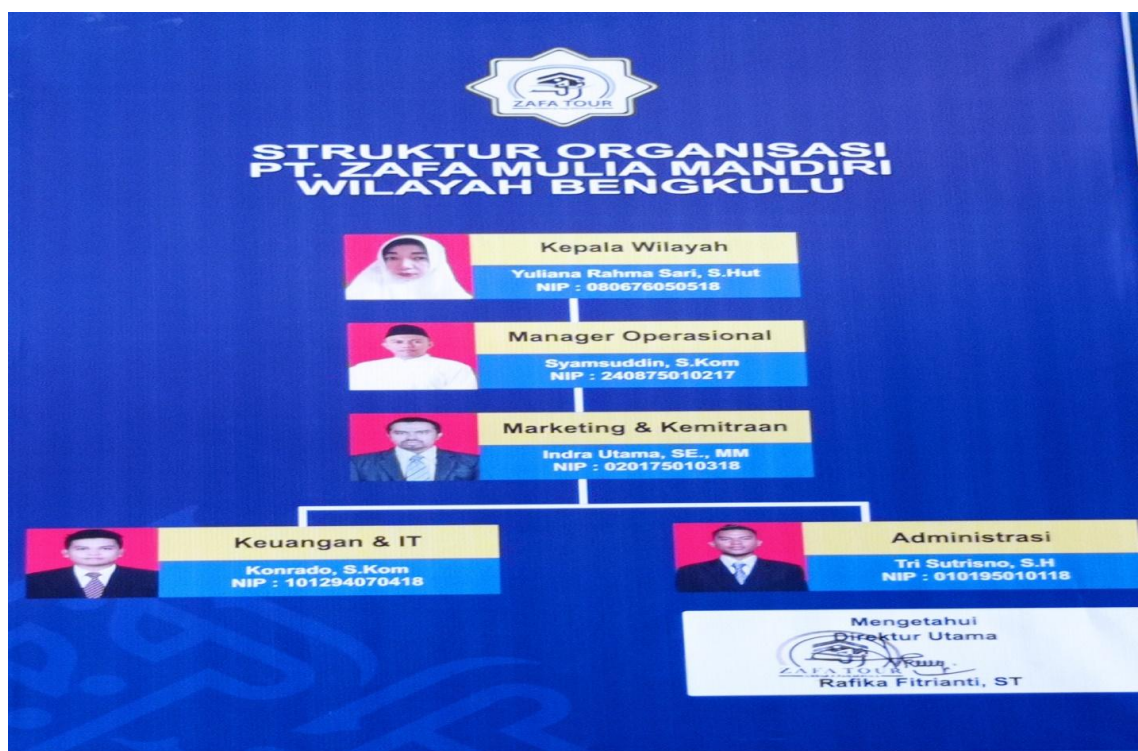 ZAFA TOUR
STRUKTUR ORGANISASI
PT. ZAFA MULIA MANDIRI
WILAYAH BENGKULU
Kepala Wilayah
Yuliana Rahma Sari, S.Hut
NIP : 080676050518
Manager Operasional
Syamsuddin, S.Kom
NIP : 240875010217
Marketing & Kemitraan
Indra Utama, SE., MM
NIP : 020175010318
Keuangan & IT
Konrado, S.Kom
NIP : 101294070418
Administrasi
Tri Sutrisno, S.H
NIP : 010195010118
Mengetahui
Direktur Utama
ZAFA TOUR
Rafika Fitrianti, ST